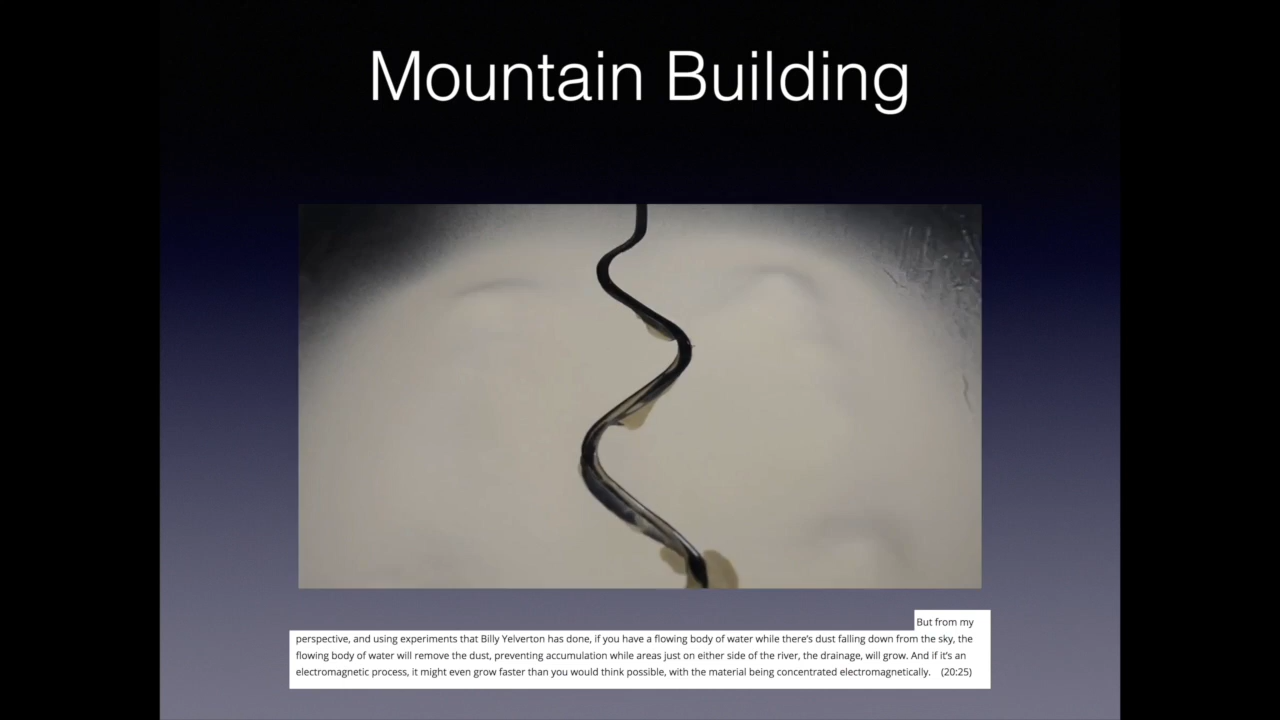 Mountain Building
But from my
perspective, and using experiments that Billy Yelverton has done, if you have a flowing body of water while there's dust falling down from the sky, the
flowing body of water will remove the dust, preventing accumulation while areas just on either side of the river, the drainage, will grow. And if it's an
electromagnetic process, it might even grow faster than you would think possible, with the material being concentrated electromagnetically. (20:25)